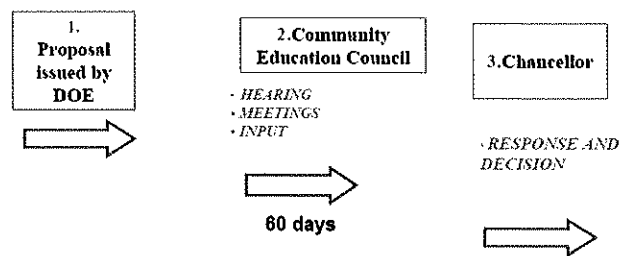 1.
Proposal
issued by
DOE
2.Community
Education Council
· HEARING
• MEETINGS
• INPUT
60 days
3.Chancellor
· RESPONSE AND
DECISION